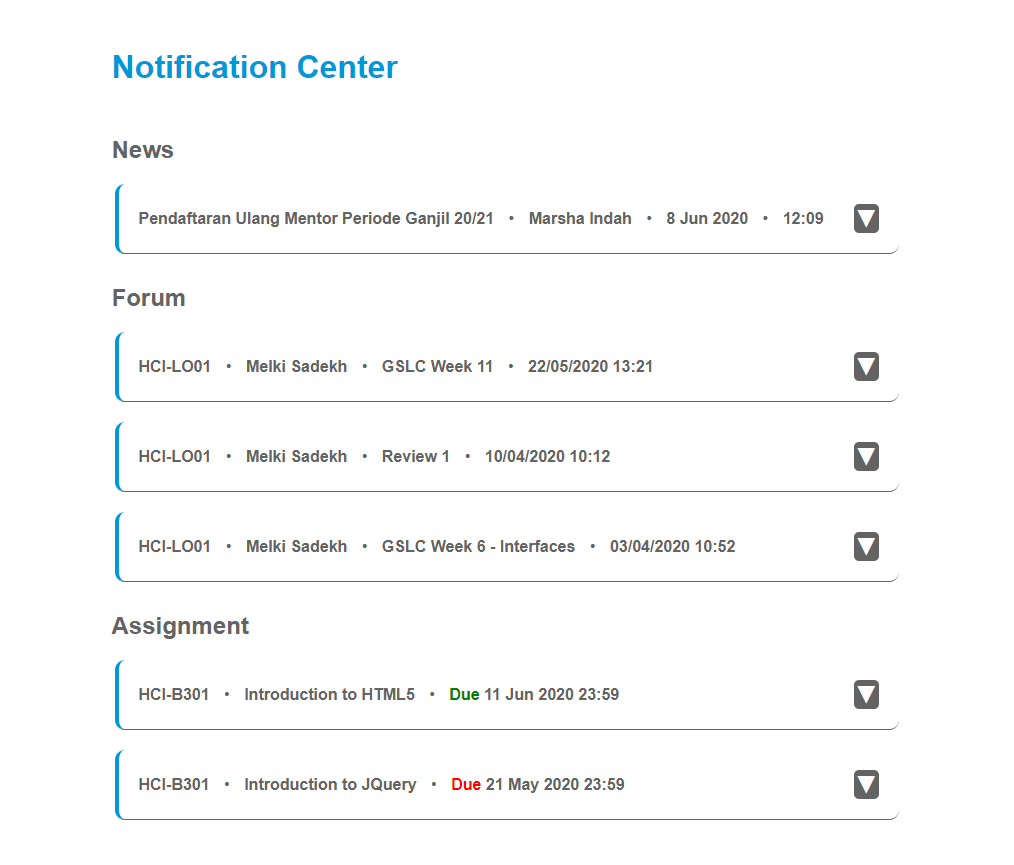 Notification Center
News
Pendaftaran Ulang Mentor Periode Ganjil 20/21 • Marsha Indah • 8 Jun 2020 • 12:09
Forum
HCI-LO01 • Melki Sadekh • GSLC Week 11 • 22/05/2020 13:21
HCI-LO01 • Melki Sadekh • Review 1 • 10/04/2020 10:12
HCI-LO01 • Melki Sadekh • GSLC Week 6 - Interfaces • 03/04/2020 10:52
Assignment
HCI-B301 • Introduction to HTML5 • Due 11 Jun 2020 23:59
HCI-B301 • Introduction to JQuery • Due 21 May 2020 23:59